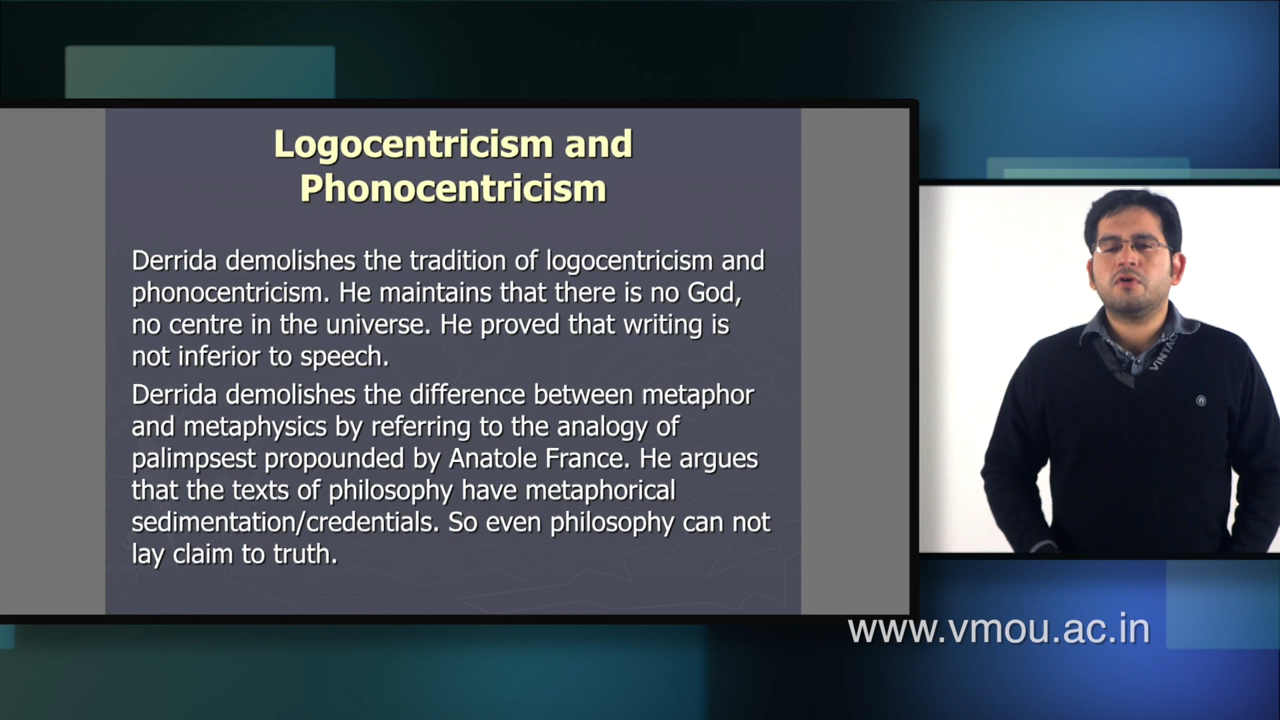 Logocentricism and
Phonocentricism
Derrida demolishes the tradition of logocentricism and
phonocentricism. He maintains that there is no God,
no centre in the universe. He proved that writing is
not inferior to speech.
Derrida demolishes the difference between metaphor
and metaphysics by referring to the analogy of
palimpsest propounded by Anatole France. He argues
that the texts of philosophy have metaphorical
sedimentation/credentials. So even philosophy can not
lay claim to truth.
www.vmou.ac.in